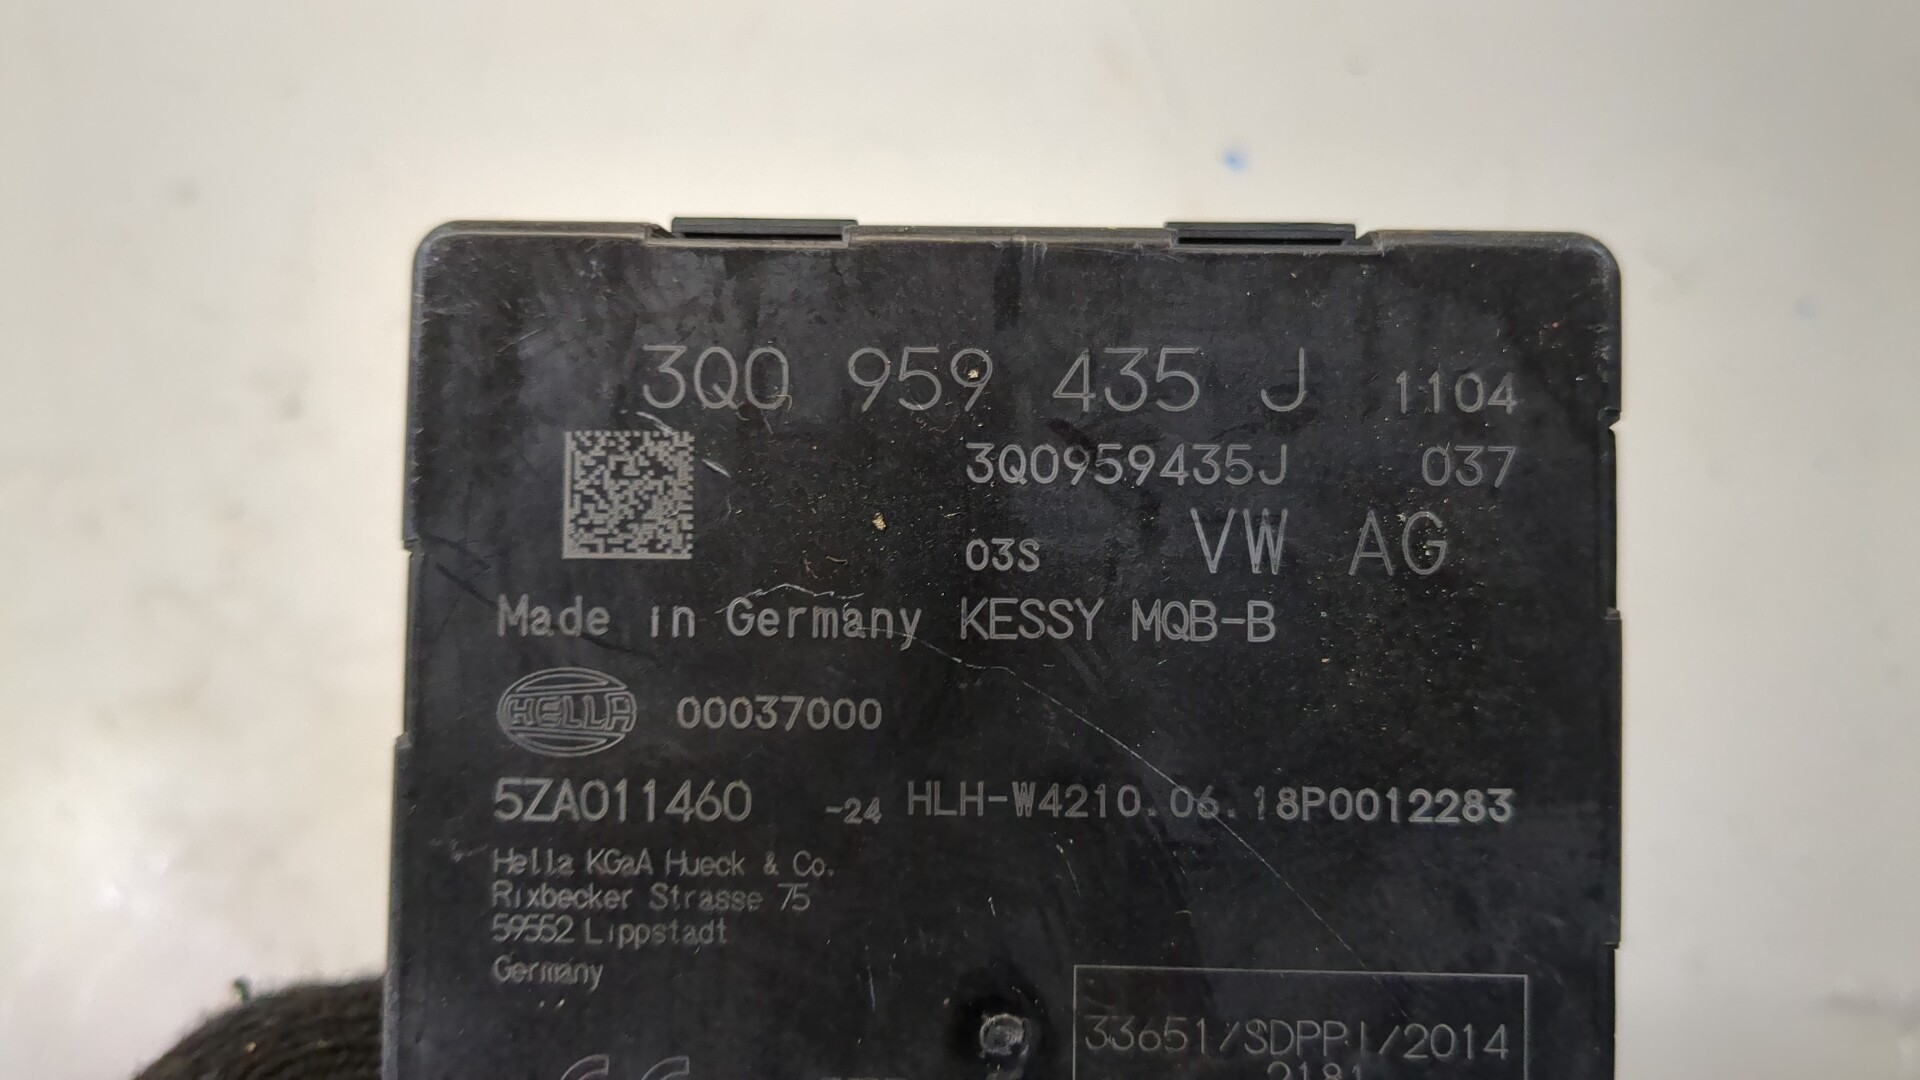 3Q0 959 435 J 1104
3Q0959435J 037
03S VW AG
Made in Germany KESSY MQB-B
HELLA 00037000
5ZA011460 -24 HLH-W4210.06.18P0012283
Hella KGaA Hueck & Co.
Rixbecker Strasse 75
59552 Lippstadt
Germany
33651/SDPPI/2014
2181